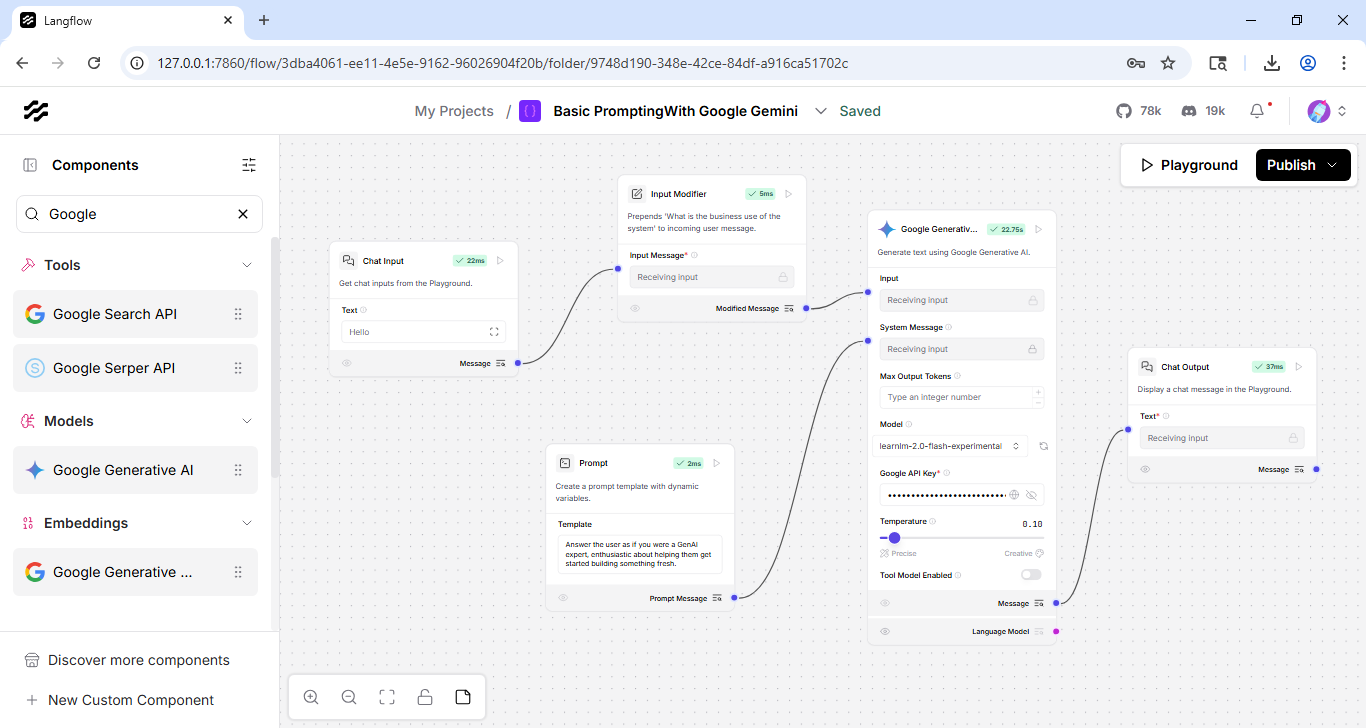 Langflow
127.0.0.1:7860/flow/3dba4061-ee11-4e5e-9162-96026904f20b/folder/9748d190-348e-42ce-84df-a916ca51702c
My Projects / Basic PromptingWith Google Gemini Saved
78k
19k
Components
Google
Tools
Google Search API
Google Serper API
Models
Google Generative AI
Embeddings
Google Generative ...
Discover more components
New Custom Component
Playground
Publish
Chat Input
22ms
Get chat inputs from the Playground.
Text
Hello
Message
Input Modifier
5ms
Prepends 'What is the business use of the
system' to incoming user message.
Input Message*
Receiving input
Modified Message
Prompt
2ms
Create a prompt template with dynamic
variables.
Template
Answer the user as if you were a GenAI
expert, enthusiastic about helping them get
started building something fresh.
Prompt Message
Google Generativ...
22.75s
Generate text using Google Generative AI.
Input
Receiving input
System Message
Receiving input
Max Output Tokens
Type an integer number
Model
learnlm-2.0-flash-experimental
Google API Key*
Temperature
0.10
Precise
Creative
Tool Model Enabled
Message
Language Model
Chat Output
37ms
Display a chat message in the Playground.
Text*
Receiving input
Message